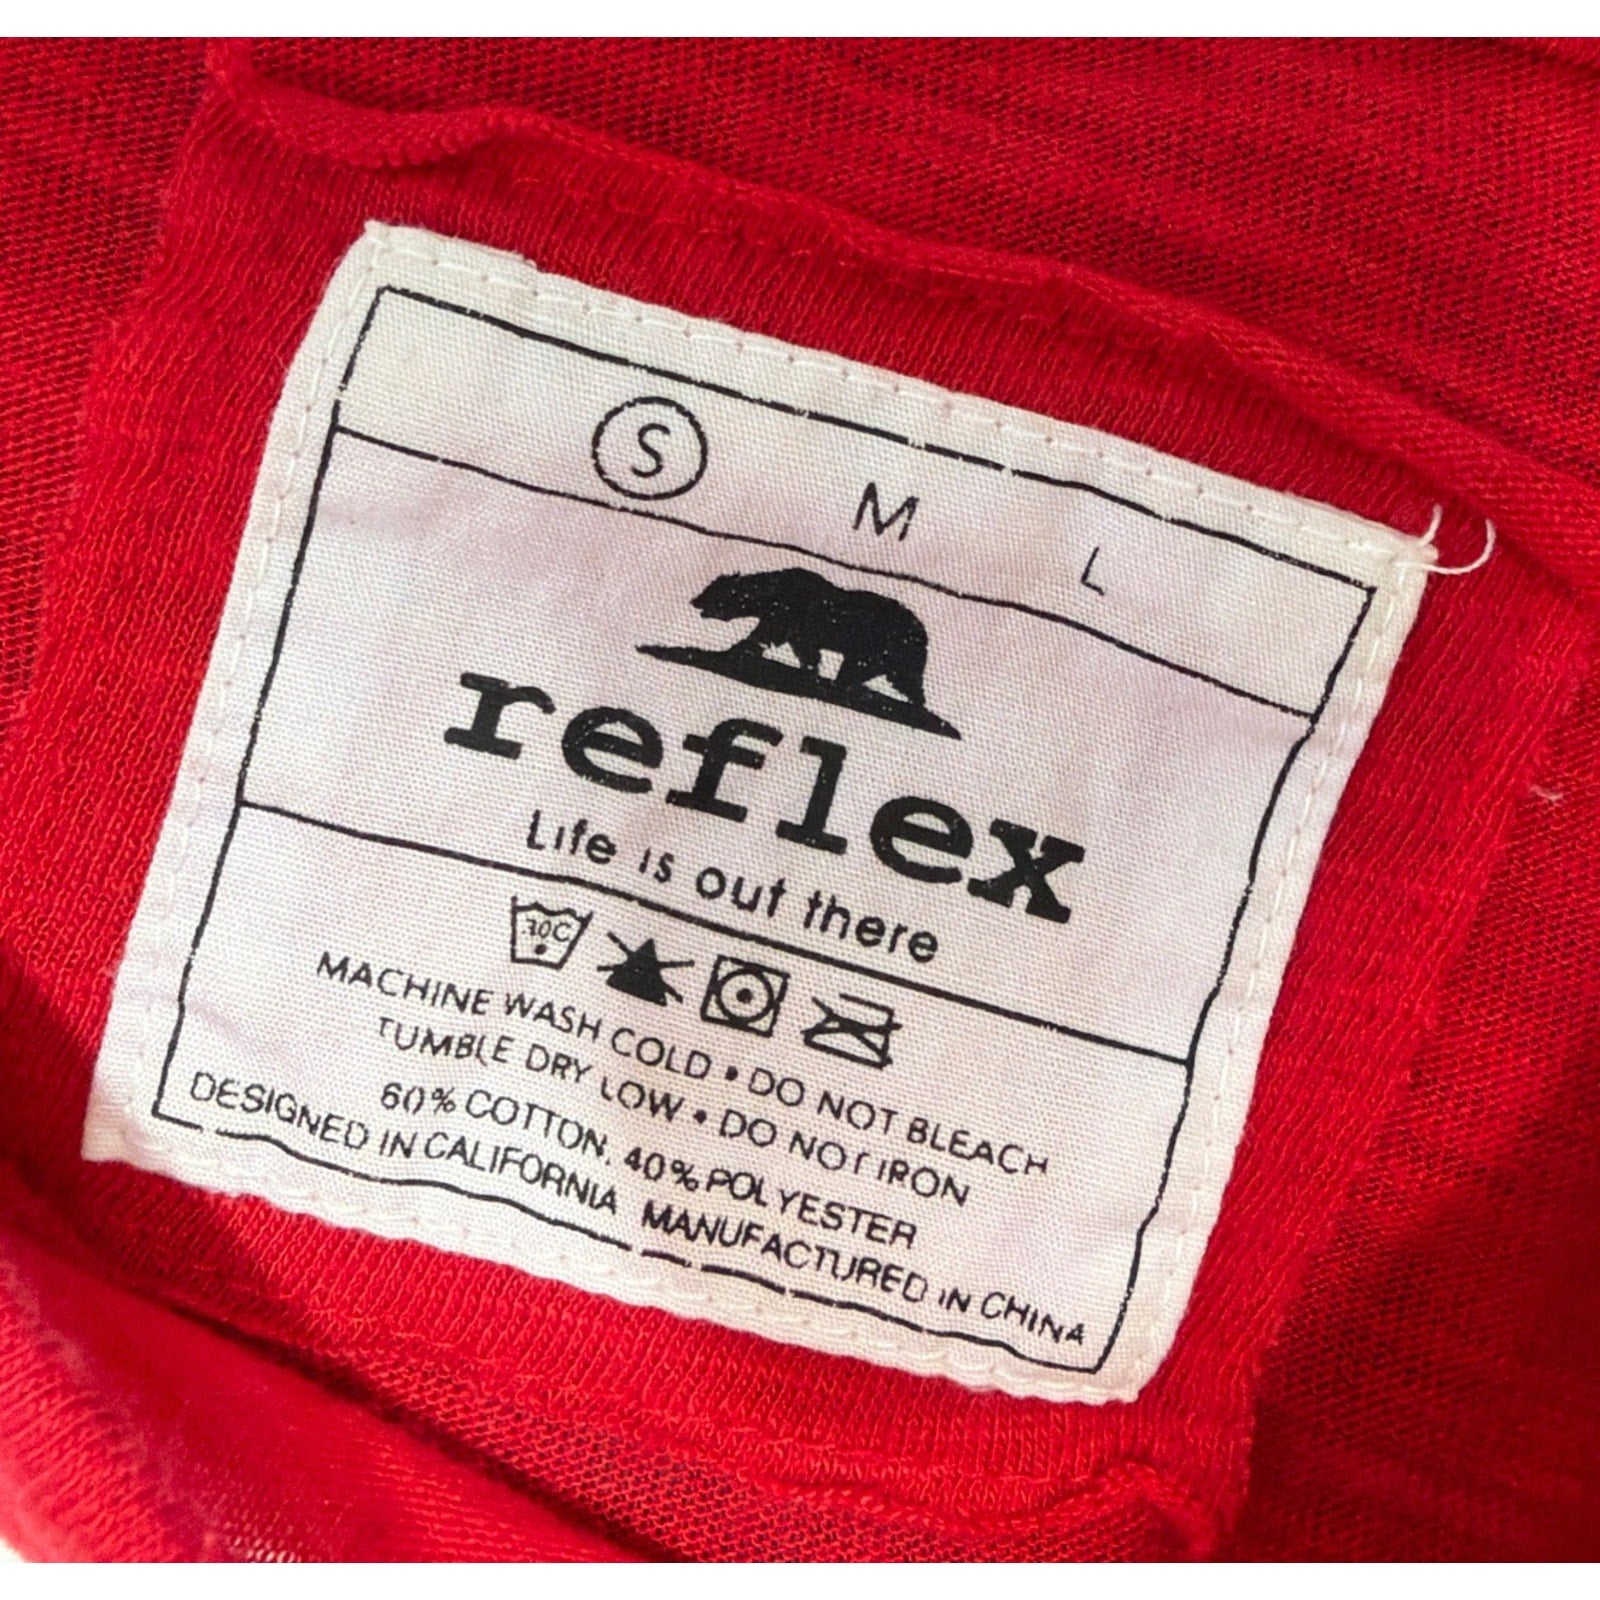 S M L
reflex
Life is out there
30C
MACHINE WASH COLD • DO NOT BLEACH
TUMBLE DRY LOW • DO NOT IRON
60% COTTON, 40% POLYESTER
DESIGNED IN CALIFORNIA MANUFACTURED IN CHINA